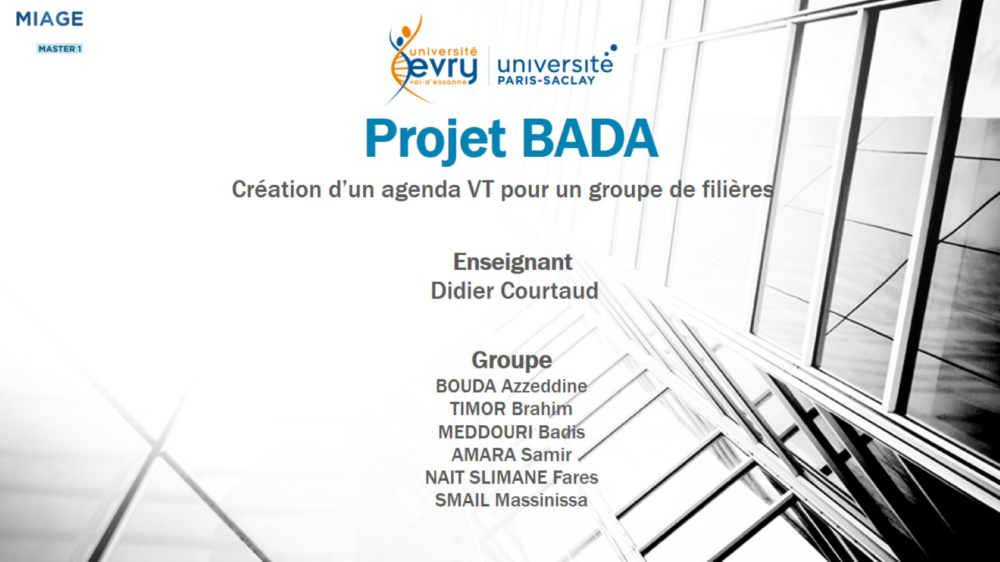 MIAGE
MASTER 1
université
evry
val-d'essonne
université
PARIS-SACLAY
Projet BADA
Création d’un agenda VT pour un groupe de filières
Enseignant
Didier Courtaud
Groupe
BOUDA Azzeddine
TIMOR Brahim
MEDDOURI Badis
AMARA Samir
NAIT SLIMANE Fares
SMAIL Massinissa